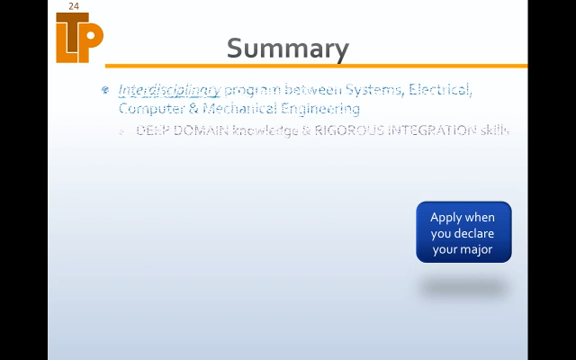 24
LTP
Summary
Interdisciplinary program between Systems, Electrical,
Computer & Mechanical Engineering
DEEP DOMAIN knowledge & RIGOROUS INTEGRATION skills
Apply when
you declare
your major